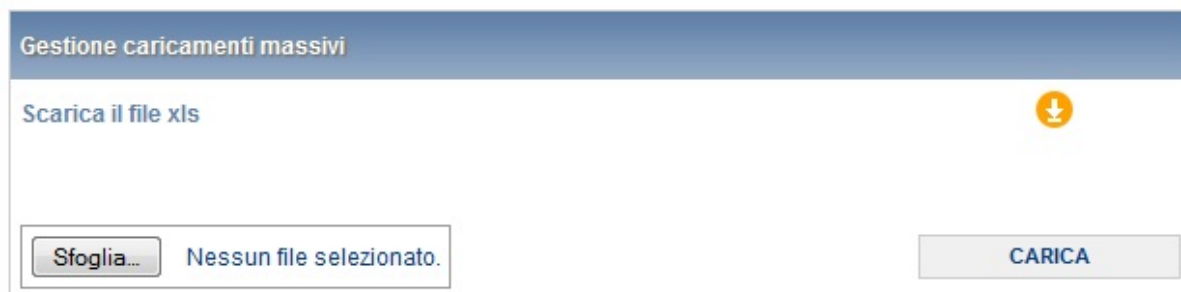 Gestione caricamenti massivi
Scarica il file xls
Sfoglia... Nessun file selezionato. CARICA